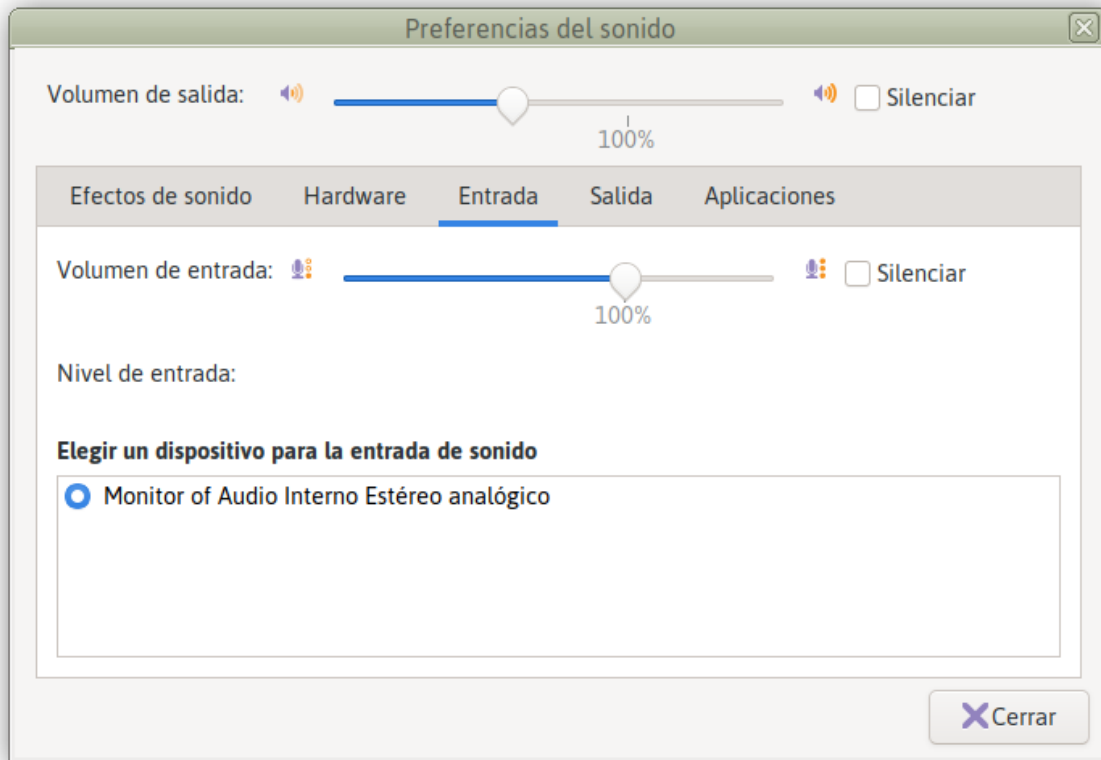 Preferencias del sonido
Volumen de salida: Silenciar
100%
Efectos de sonido Hardware Entrada Salida Aplicaciones
Volumen de entrada: Silenciar
100%
Nivel de entrada:
Elegir un dispositivo para la entrada de sonido
Monitor of Audio Interno Estéreo analógico
Cerrar